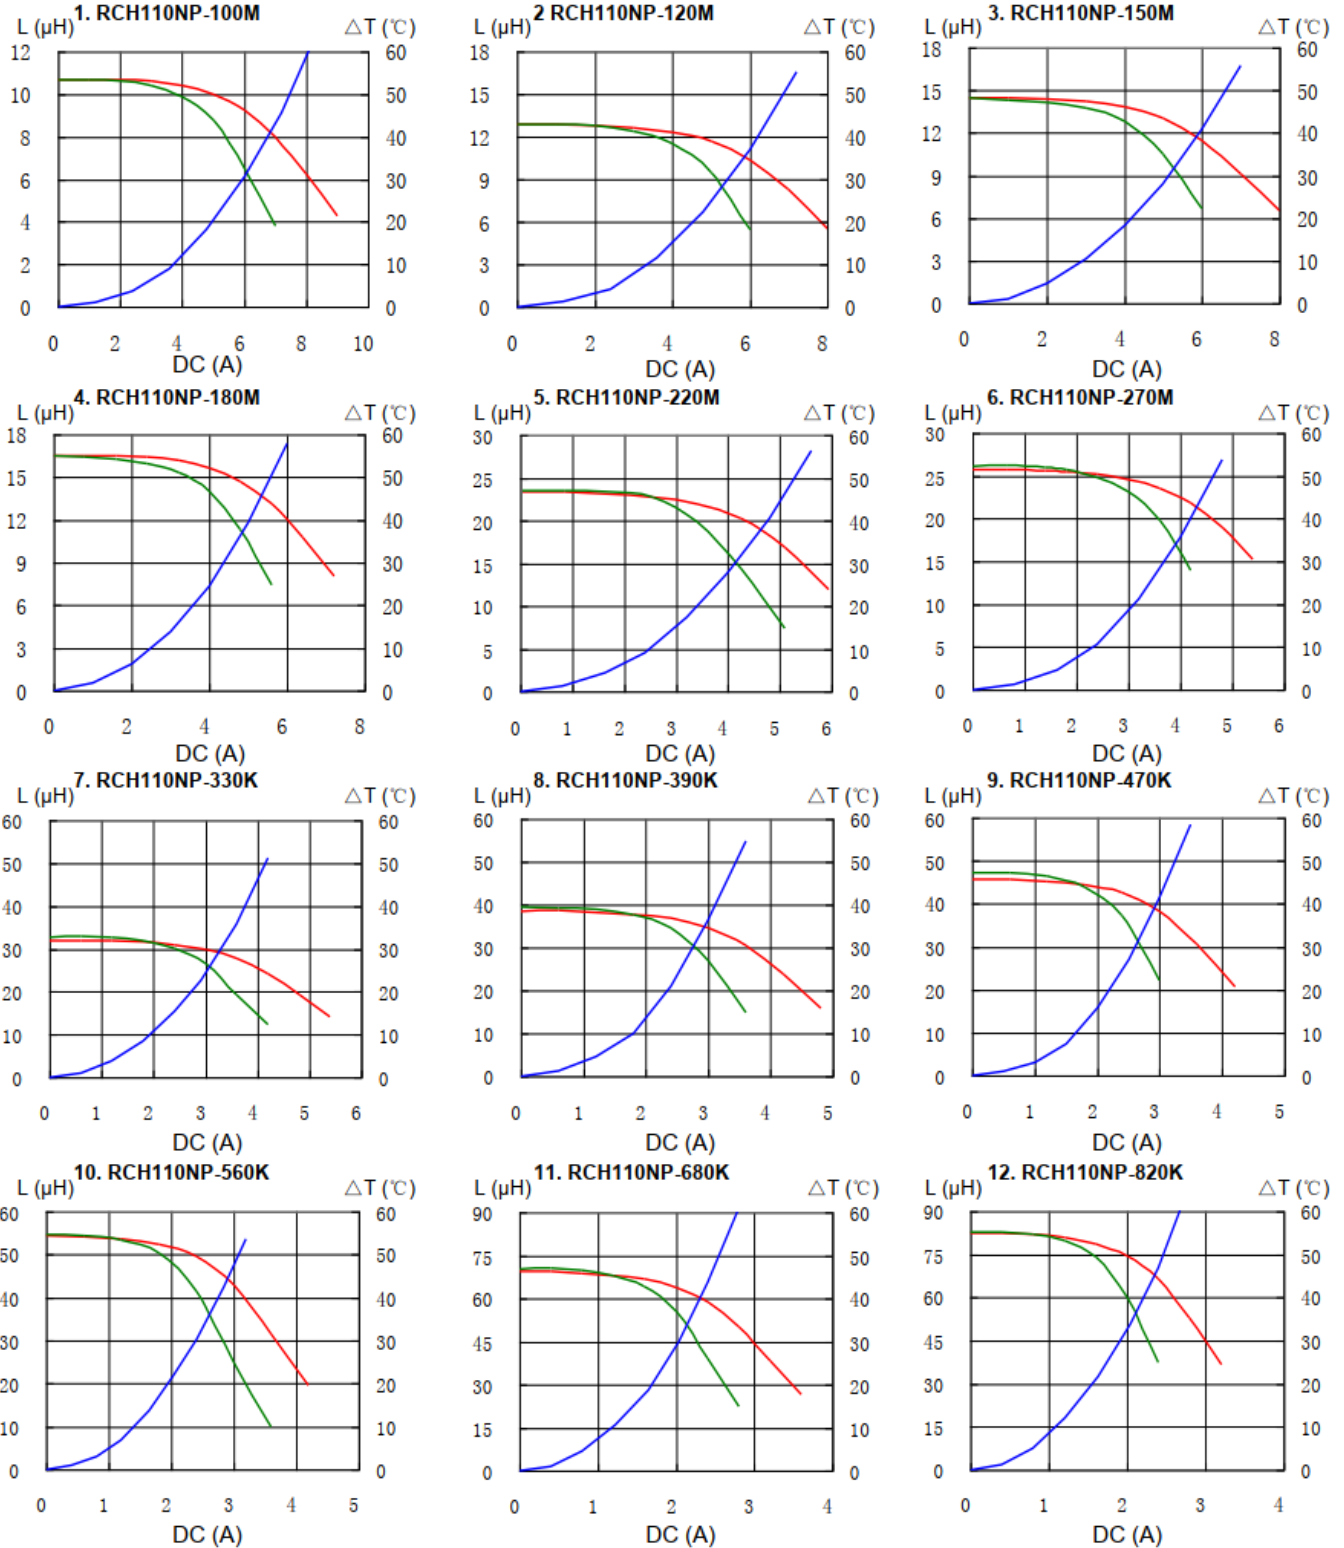 1. RCH110NP-100M
L (μH) △T (℃)
12 60
10 50
8 40
6 30
4 20
2 10
0 0
0 2 4 6 8 10
DC (A)
2 RCH110NP-120M
L (μH) △T (℃)
18 60
15 50
12 40
9 30
6 20
3 10
0 0
0 2 4 6 8
DC (A)
3. RCH110NP-150M
L (μH) △T (℃)
18 60
15 50
12 40
9 30
6 20
3 10
0 0
0 2 4 6 8
DC (A)
4. RCH110NP-180M
L (μH) △T (℃)
18 60
15 50
12 40
9 30
6 20
3 10
0 0
0 2 4 6 8
DC (A)
5. RCH110NP-220M
L (μH) △T (℃)
30 60
25 50
20 40
15 30
10 20
5 10
0 0
0 1 2 3 4 5 6
DC (A)
6. RCH110NP-270M
L (μH) △T (℃)
30 60
25 50
20 40
15 30
10 20
5 10
0 0
0 1 2 3 4 5 6
DC (A)
7. RCH110NP-330K
L (μH) △T (℃)
60 60
50 50
40 40
30 30
20 20
10 10
0 0
0 1 2 3 4 5 6
DC (A)
8. RCH110NP-390K
L (μH) △T (℃)
60 60
50 50
40 40
30 30
20 20
10 10
0 0
0 1 2 3 4 5
DC (A)
9. RCH110NP-470K
L (μH) △T (℃)
60 60
50 50
40 40
30 30
20 20
10 10
0 0
0 1 2 3 4 5
DC (A)
10. RCH110NP-560K
L (μH) △T (℃)
60 60
50 50
40 40
30 30
20 20
10 10
0 0
0 1 2 3 4 5
DC (A)
11. RCH110NP-680K
L (μH) △T (℃)
90 60
75 50
60 40
45 30
30 20
15 10
0 0
0 1 2 3 4
DC (A)
12. RCH110NP-820K
L (μH) △T (℃)
90 60
75 50
60 40
45 30
30 20
15 10
0 0
0 1 2 3 4
DC (A)